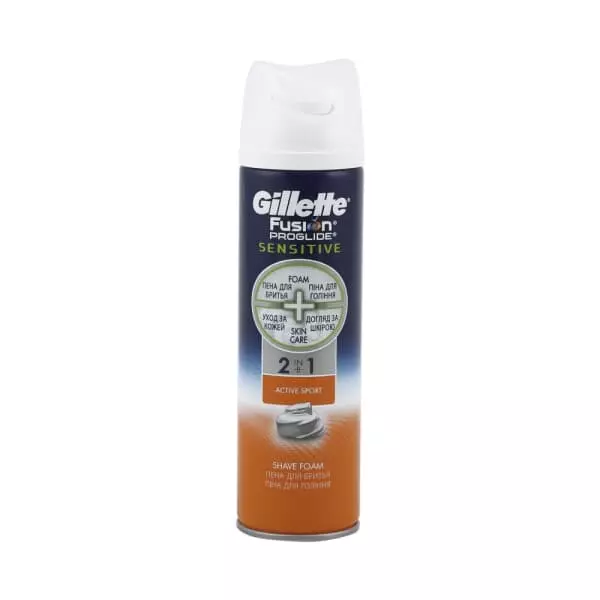 Gillette
Fusion®
PROGLIDE®
SENSITIVE
FOAM
ПЕНА ДЛЯ БРИТЬЯ
ПІНА ДЛЯ ГОЛІННЯ
УХОД ЗА КОЖЕЙ
ДОГЛЯД ЗА ШКІРОЮ
SKIN CARE
2 IN 1
-В-
ACTIVE SPORT
SHAVE FOAM
ПЕНА ДЛЯ БРИТЬЯ
ПІНА ДЛЯ ГОЛІННЯ